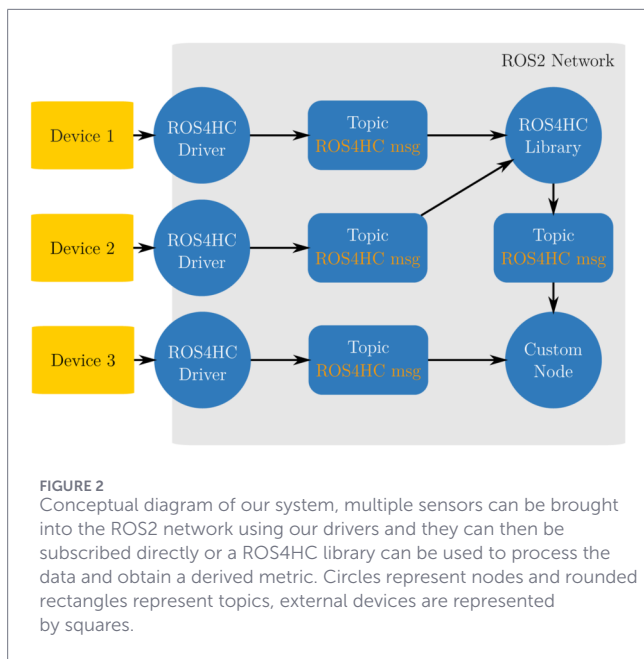 ROS2 Network
Device 1
ROS4HC
Driver
Topic
ROS4HC msg
ROS4HC
Library
Device 2
ROS4HC
Driver
Topic
ROS4HC msg
Topic
ROS4HC msg
Device 3
ROS4HC
Driver
Topic
ROS4HC msg
Custom
Node
FIGURE 2
Conceptual diagram of our system, multiple sensors can be brought
into the ROS2 network using our drivers and they can then be
subscribed directly or a ROS4HC library can be used to process the
data and obtain a derived metric. Circles represent nodes and rounded
rectangles represent topics, external devices are represented
by squares.